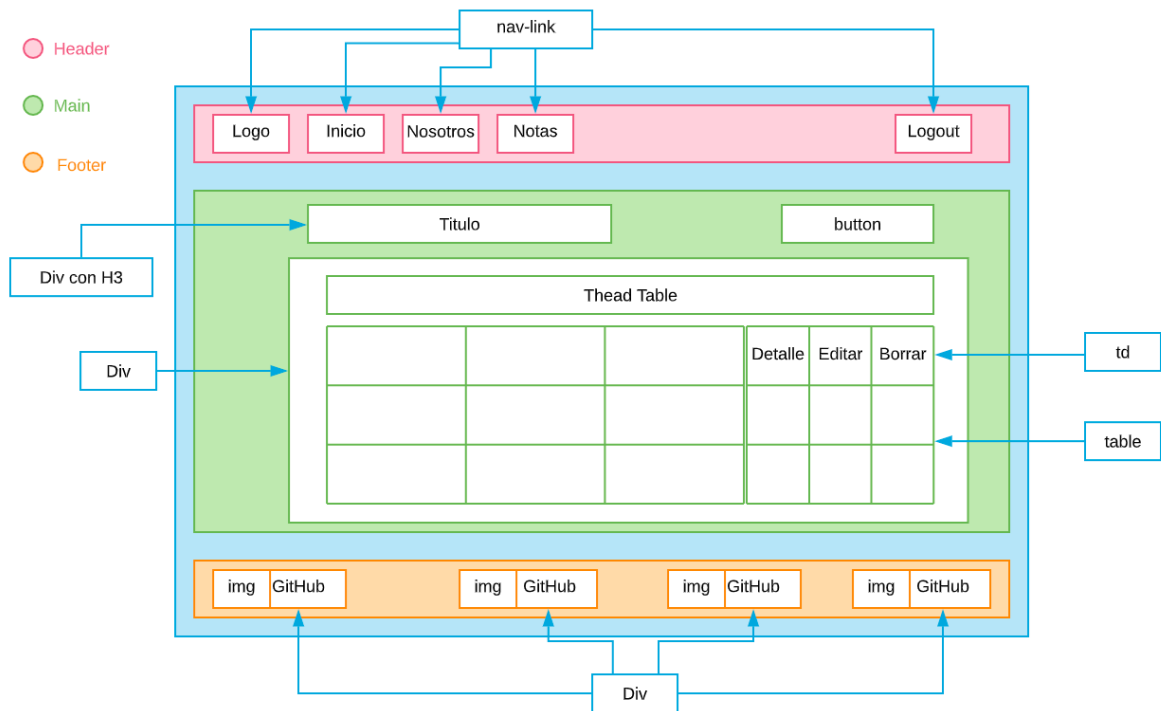 nav-link
Header
Main
Footer
Logo
Inicio
Nosotros
Notas
Logout
Titulo
button
Div con H3
Thead Table
Detalle
Editar
Borrar
td
Div
table
img
GitHub
img
GitHub
img
GitHub
img
GitHub
Div